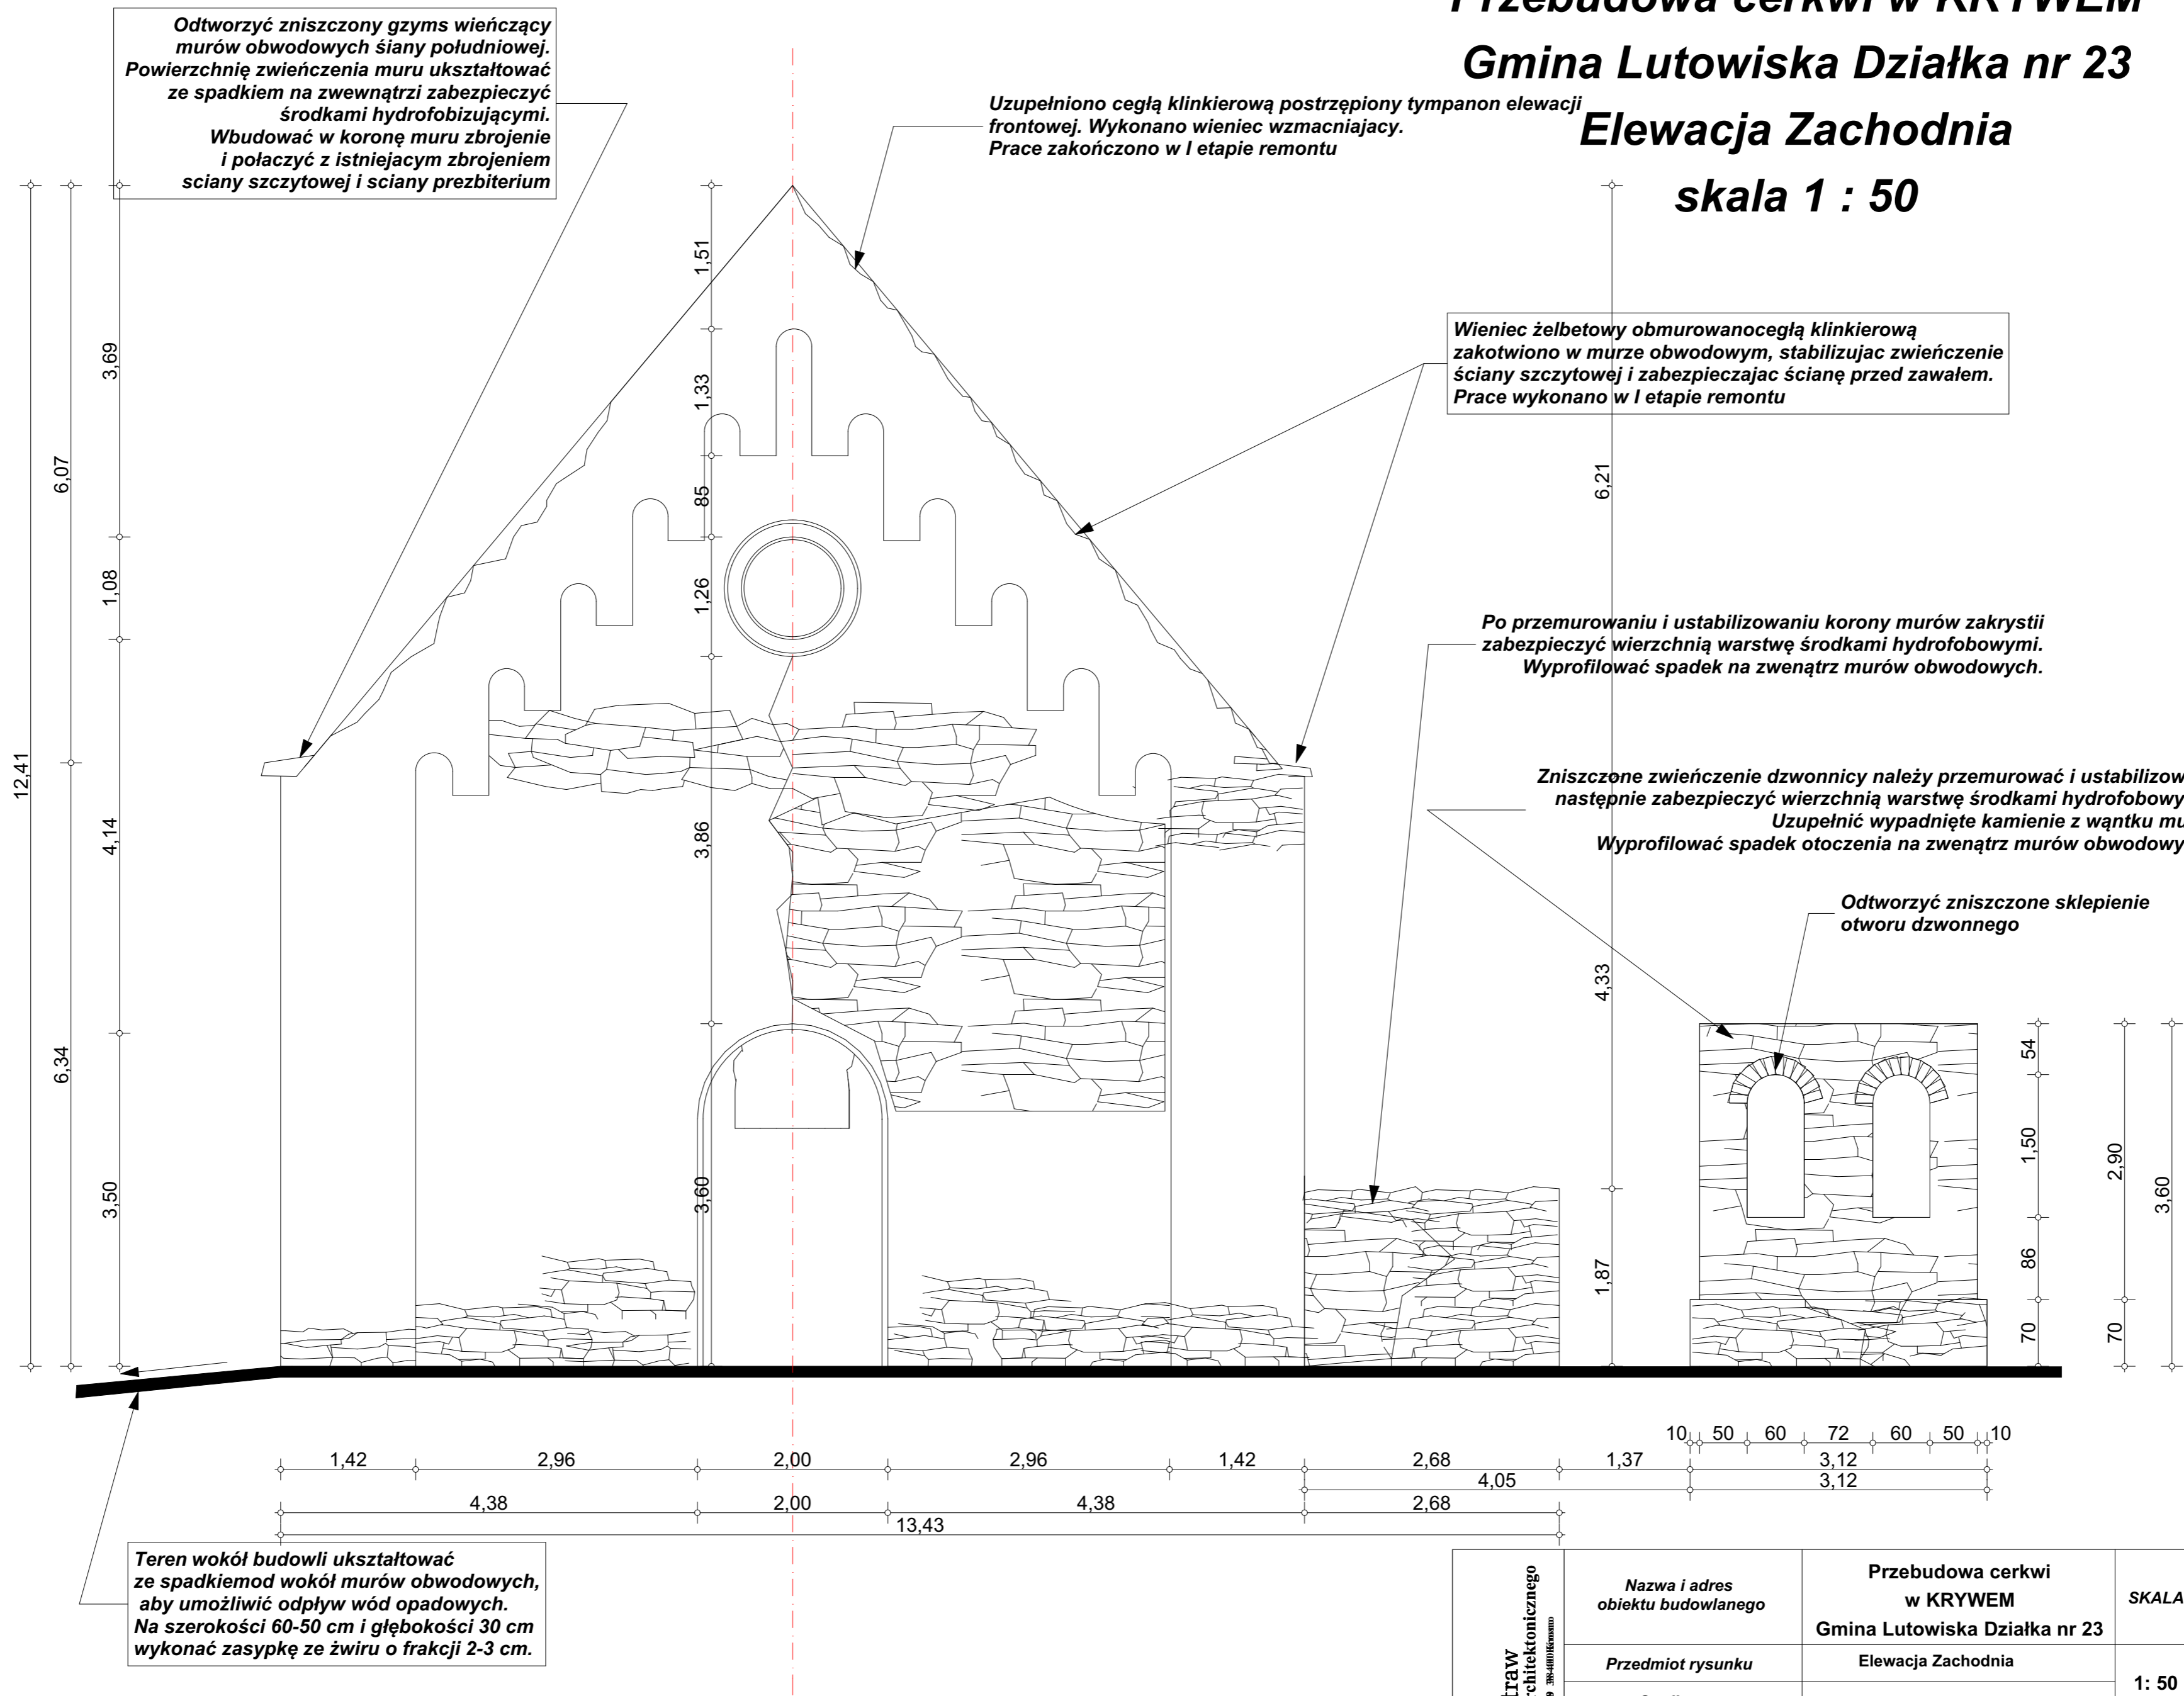 Przebudowa cerkwi w KRYWEM
Gmina Lutowiska Działka nr 23
Elewacja Zachodnia
skala 1 : 50
Odtworzyć zniszczony gzyms wieńczący
murów obwodowych śiany południowej.
Powierzchnię zwieńczenia muru ukształtować
ze spadkiem na zwewnątrzi zabezpieczyć
środkami hydrofobizującymi.
Wbudować w koronę muru zbrojenie
i połaczyć z istniejacym zbrojeniem
sciany szczytowej i sciany prezbiterium
Uzupełniono cegłą klinkierową postrzępiony tympanon elewacji
frontowej. Wykonano wieniec wzmacniajacy.
Prace zakończono w I etapie remontu
Wieniec żelbetowy obmurowanocegłą klinkierową
zakotwiono w murze obwodowym, stabilizujac zwieńczenie
ściany szczytowej i zabezpieczajac ścianę przed zawałem.
Prace wykonano w I etapie remontu
Po przemurowaniu i ustabilizowaniu korony murów zakrystii
zabezpieczyć wierzchnią warstwę środkami hydrofobowymi.
Wyprofilować spadek na zwenątrz murów obwodowych.
Zniszczone zwieńczenie dzwonnicy należy przemurować i ustabilizow
następnie zabezpieczyć wierzchnią warstwę środkami hydrofobowy
Uzupełnić wypadnięte kamienie z wąntku mu
Wyprofilować spadek otoczenia na zwenątrz murów obwodowy
Odtworzyć zniszczone sklepienie
otworu dzwonnego
12,41
6,07
6,34
3,69
1,08
4,14
3,50
1,51
1,33
85
1,26
3,86
3,60
6,21
4,33
1,87
54
1,50
86
70
2,90
70
3,60
10 50 60 72 60 50 10
1,42 2,96 2,00 2,96 1,42 2,68 1,37 3,12
4,05 3,12
4,38 2,00 4,38 2,68
13,43
Teren wokół budowli ukształtować
ze spadkiemod wokół murów obwodowych,
aby umożliwić odpływ wód opadowych.
Na szerokości 60-50 cm i głębokości 30 cm
wykonać zasypkę ze żwiru o frakcji 2-3 cm.
traw
rchitektonicznego
Nazwa i adres
obiektu budowlanego
Przebudowa cerkwi
w KRYWEM
Gmina Lutowiska Działka nr 23
SKALA
Przedmiot rysunku
Elewacja Zachodnia
1: 50